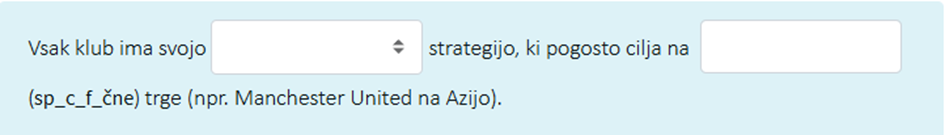 Vsak klub ima svojo strategijo, ki pogosto cilja na
(sp_c_f_čne) trge (npr. Manchester United na Azijo).